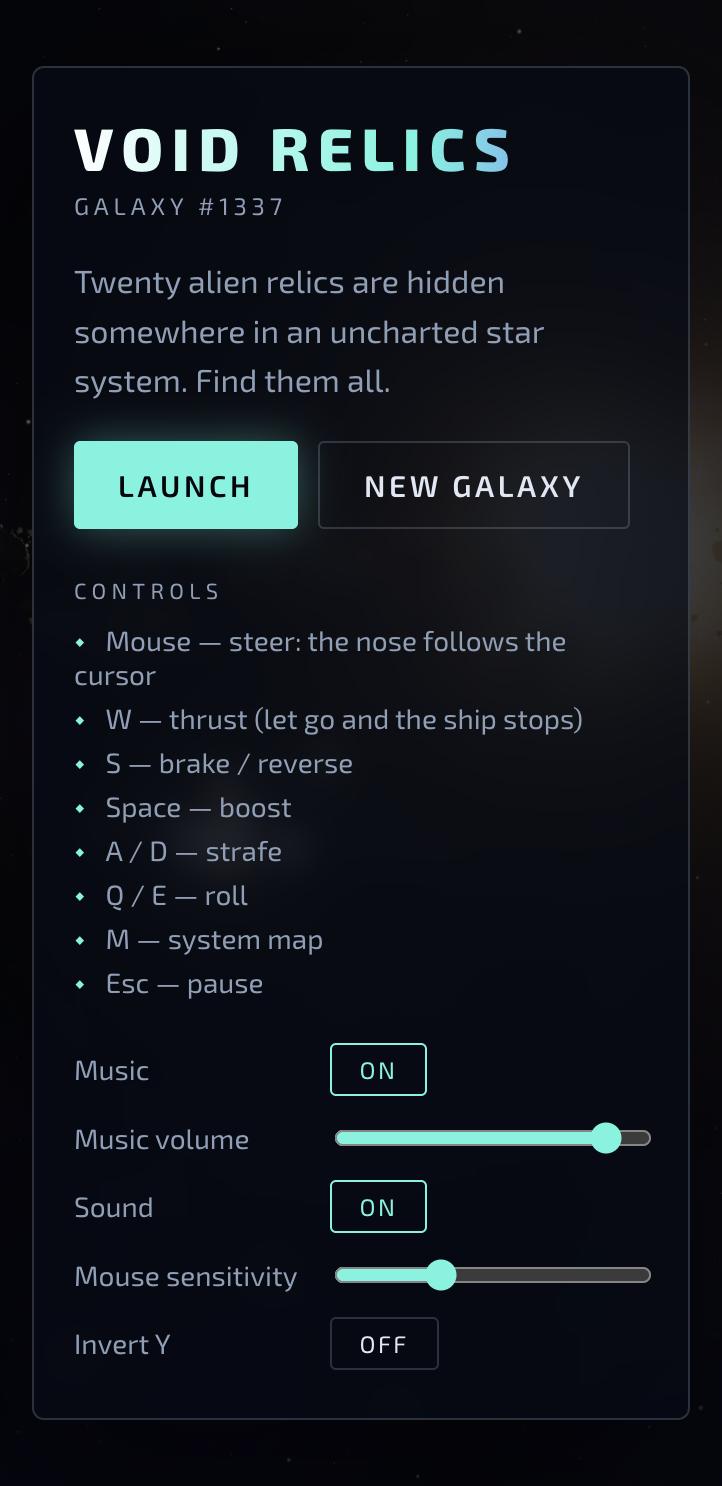 VOID RELICS
GALAXY #1337
Twenty alien relics are hidden
somewhere in an uncharted star
system. Find them all.
LAUNCH
NEW GALAXY
CONTROLS
Mouse — steer: the nose follows the
cursor
W — thrust (let go and the ship stops)
S — brake / reverse
Space — boost
A / D — strafe
Q / E — roll
M — system map
Esc — pause
Music ON
Music volume
Sound ON
Mouse sensitivity
Invert Y OFF